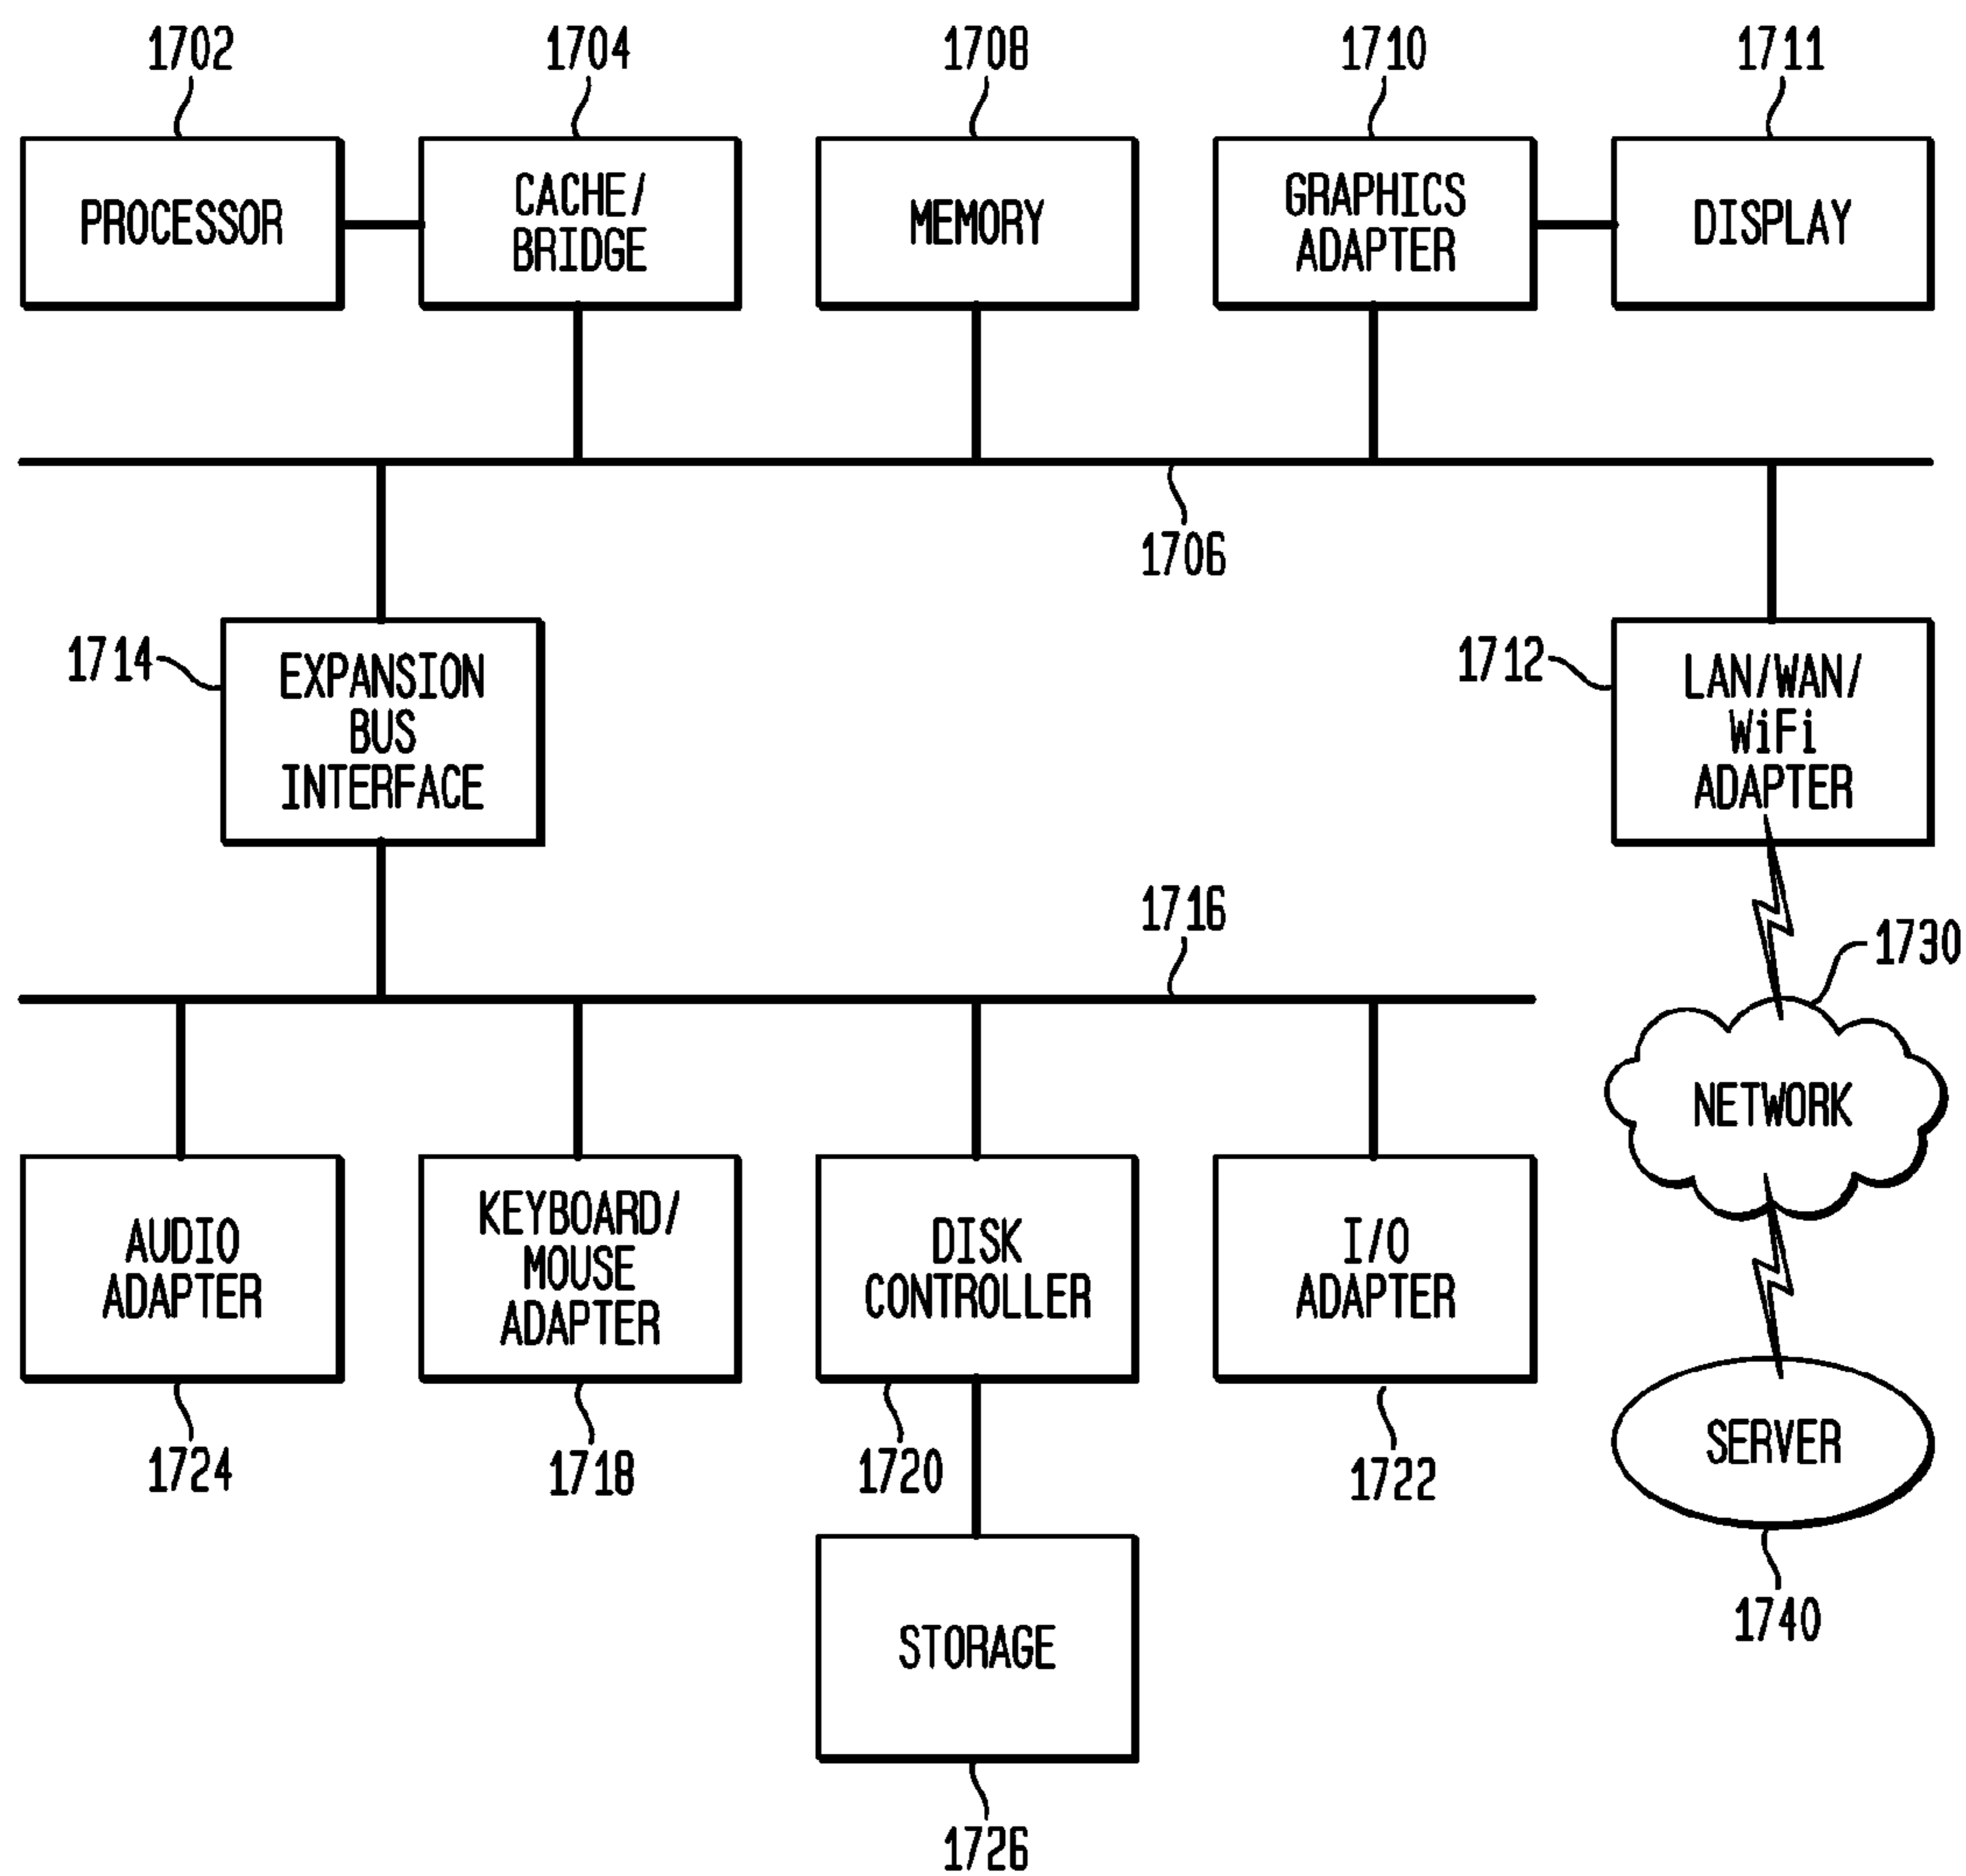 1702
1704
1708
1710
1711
PROCESSOR
CACHE/
BRIDGE
MEMORY
GRAPHICS
ADAPTER
DISPLAY
1706
1714
EXPANSION
BUS
INTERFACE
1712
LAN/WAN/
WiFi
ADAPTER
1716
1730
NETWORK
AUDIO
ADAPTER
KEYBOARD/
MOUSE
ADAPTER
DISK
CONTROLLER
I/O
ADAPTER
SERVER
1724
1718
1720
1722
1740
STORAGE
1726